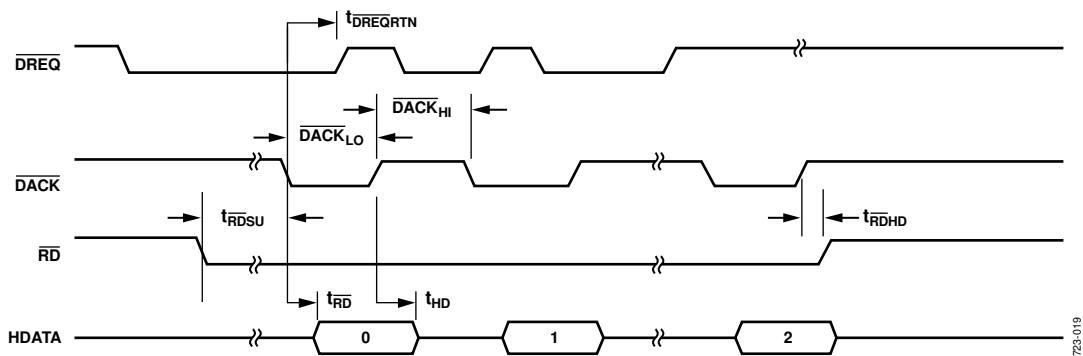 tDREQRTN
DREQ
DACKHI
DACKLO
DACK
tRDSU
tRDHD
RD
tRD
tHD
HDATA
0
1
2
723-019